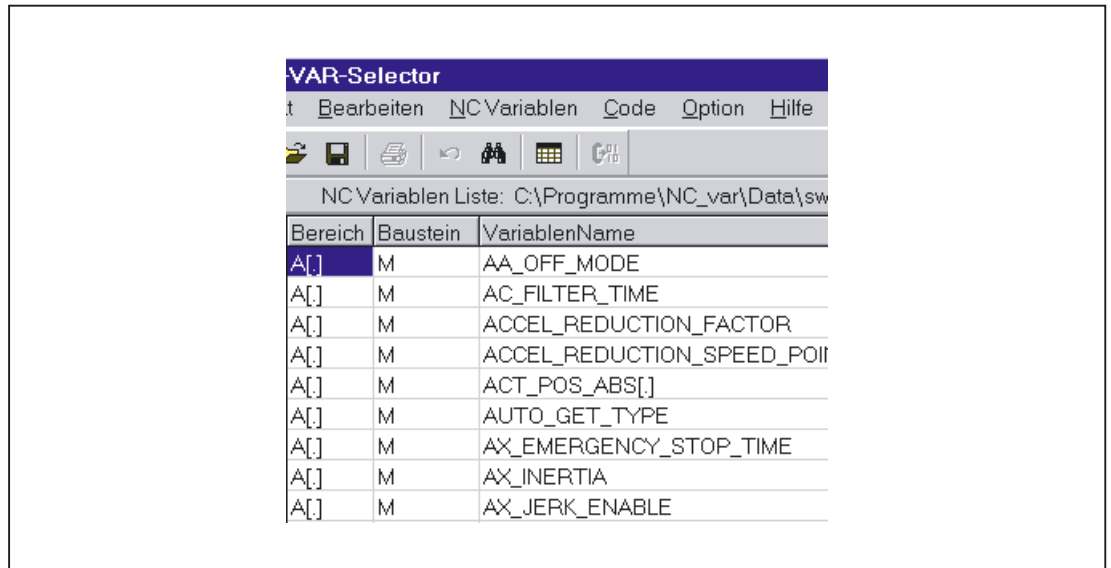 -VAR-Selector
t Bearbeiten NC Variablen Code Option Hilfe
NC Variablen Liste: C:\Programme\NC_var\Data\sw
Bereich Baustein VariablenName
A[.] M AA_OFF_MODE
A[.] M AC_FILTER_TIME
A[.] M ACCEL_REDUCTION_FACTOR
A[.] M ACCEL_REDUCTION_SPEED_POI
A[.] M ACT_POS_ABS[.]
A[.] M AUTO_GET_TYPE
A[.] M AX_EMERGENCY_STOP_TIME
A[.] M AX_INERTIA
A[.] M AX_JERK_ENABLE